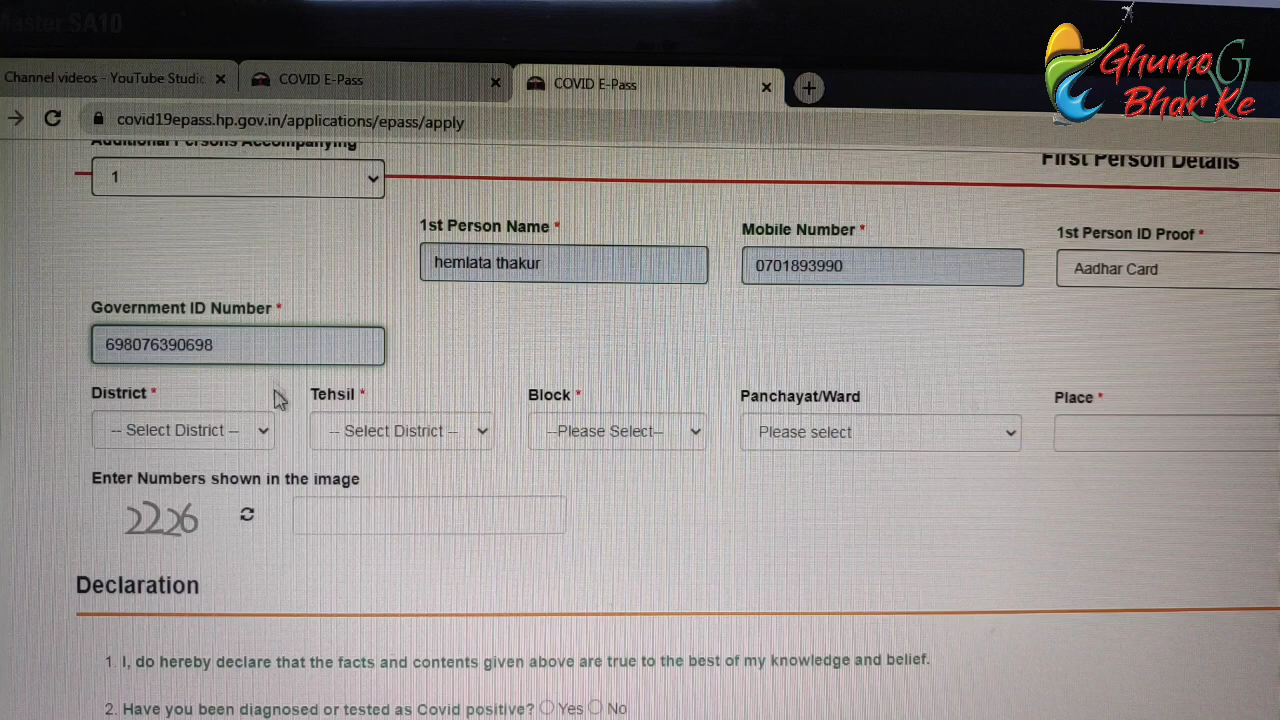 Master SA10
Channel videos - YouTube Studio
COVID E-Pass
COVID E-Pass
Ghumo G
Bhar Ke
covid19epass.hp.gov.in/applications/epass/apply
Additional Persons Accompanying
First Person Details
1
1st Person Name *
Mobile Number *
1st Person ID Proof *
hemlata thakur
0701893990
Aadhar Card
Government ID Number *
698076390698
District *
Tehsil *
Block *
Panchayat/Ward
Place *
-- Select District --
-- Select District --
--Please Select--
Please select
Enter Numbers shown in the image
2226
Declaration
1. I, do hereby declare that the facts and contents given above are true to the best of my knowledge and belief.
2. Have you been diagnosed or tested as Covid positive? Yes No